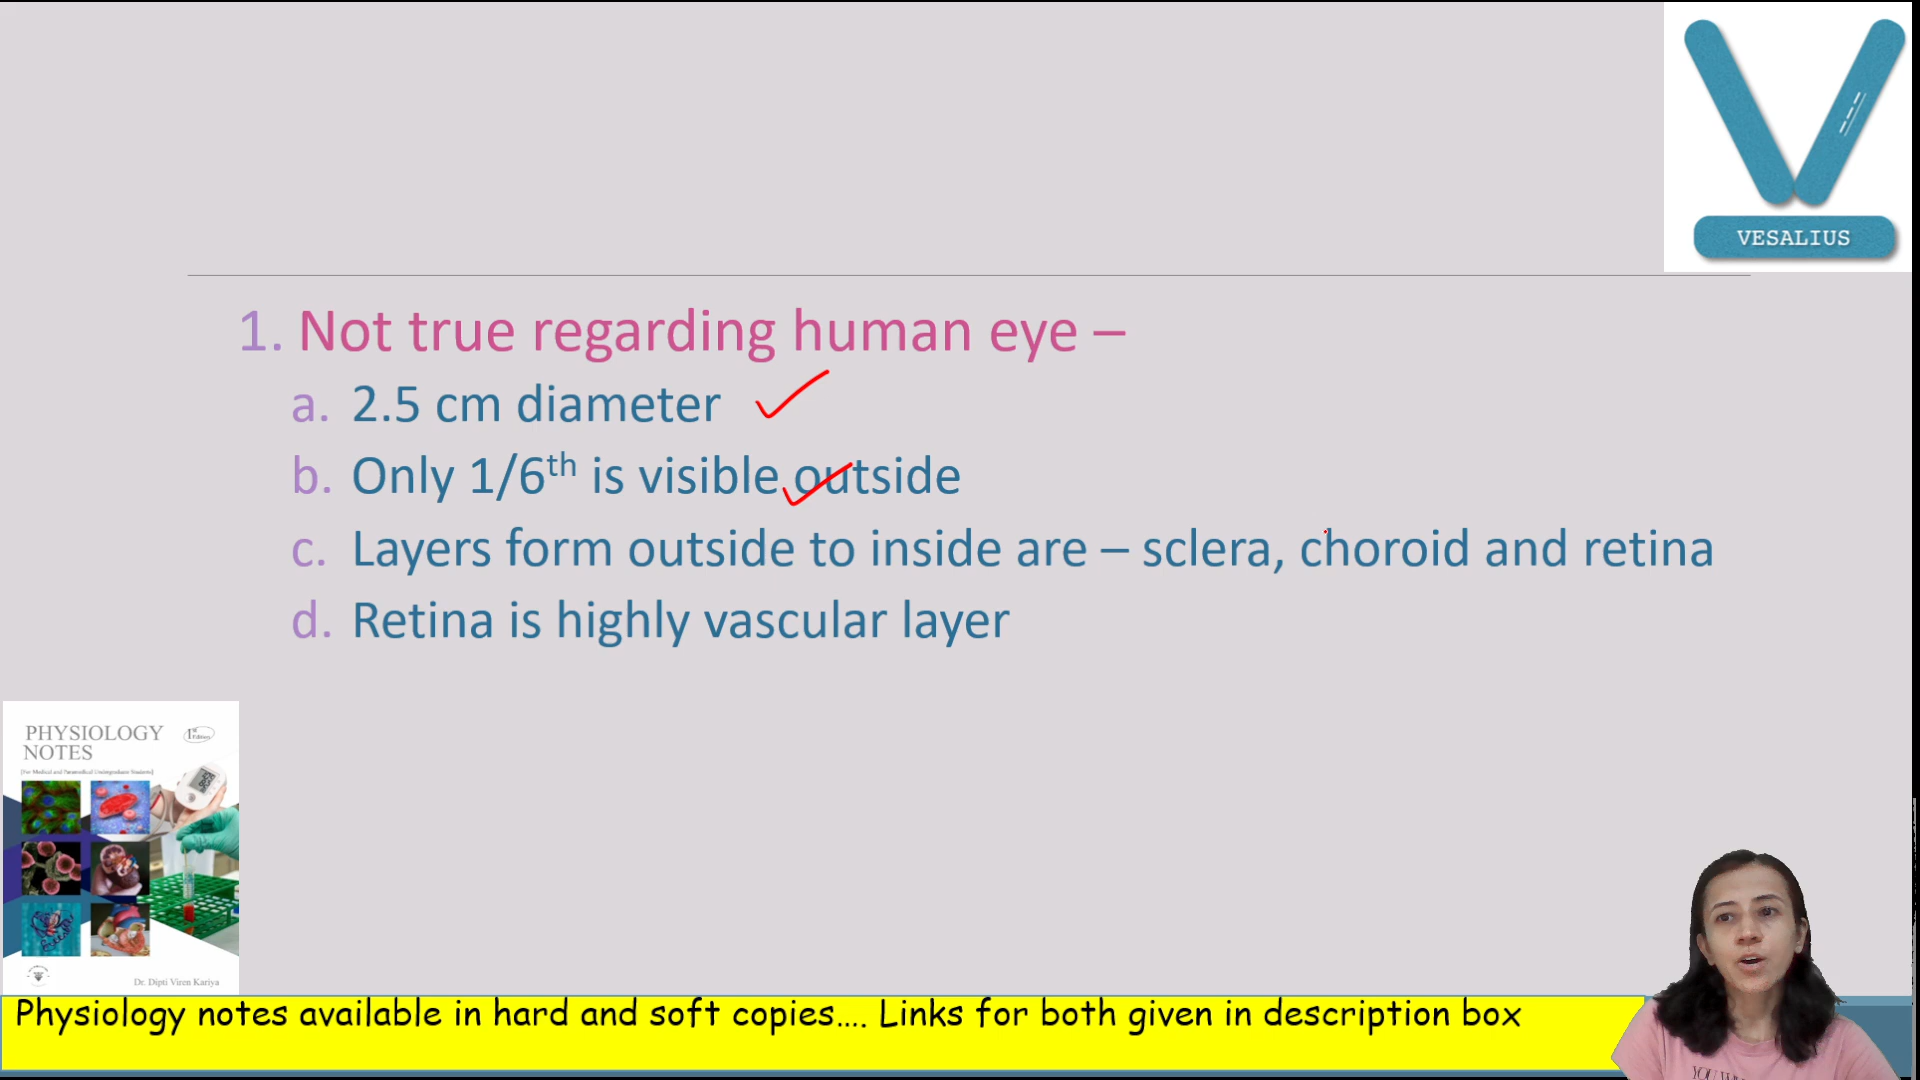 VESALIUS
1. Not true regarding human eye –
a. 2.5 cm diameter
b. Only 1/6th is visible outside
c. Layers form outside to inside are – sclera, choroid and retina
d. Retina is highly vascular layer
PHYSIOLOGY
NOTES
1st
Edition
[For Medical and Paramedical Undergraduate Students]
Dr. Dipti Viren Kariya
Physiology notes available in hard and soft copies.... Links for both given in description box